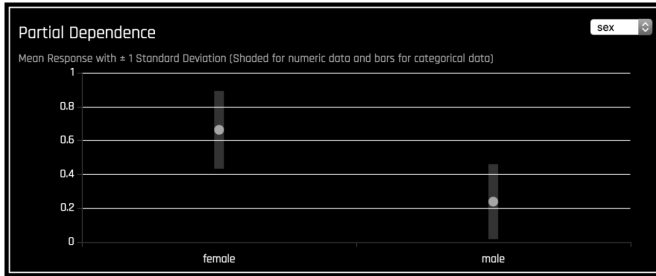 Partial Dependence
sex
Mean Response with ± 1 Standard Deviation (Shaded for numeric data and bars for categorical data)
1
0.8
0.6
0.4
0.2
0
female male